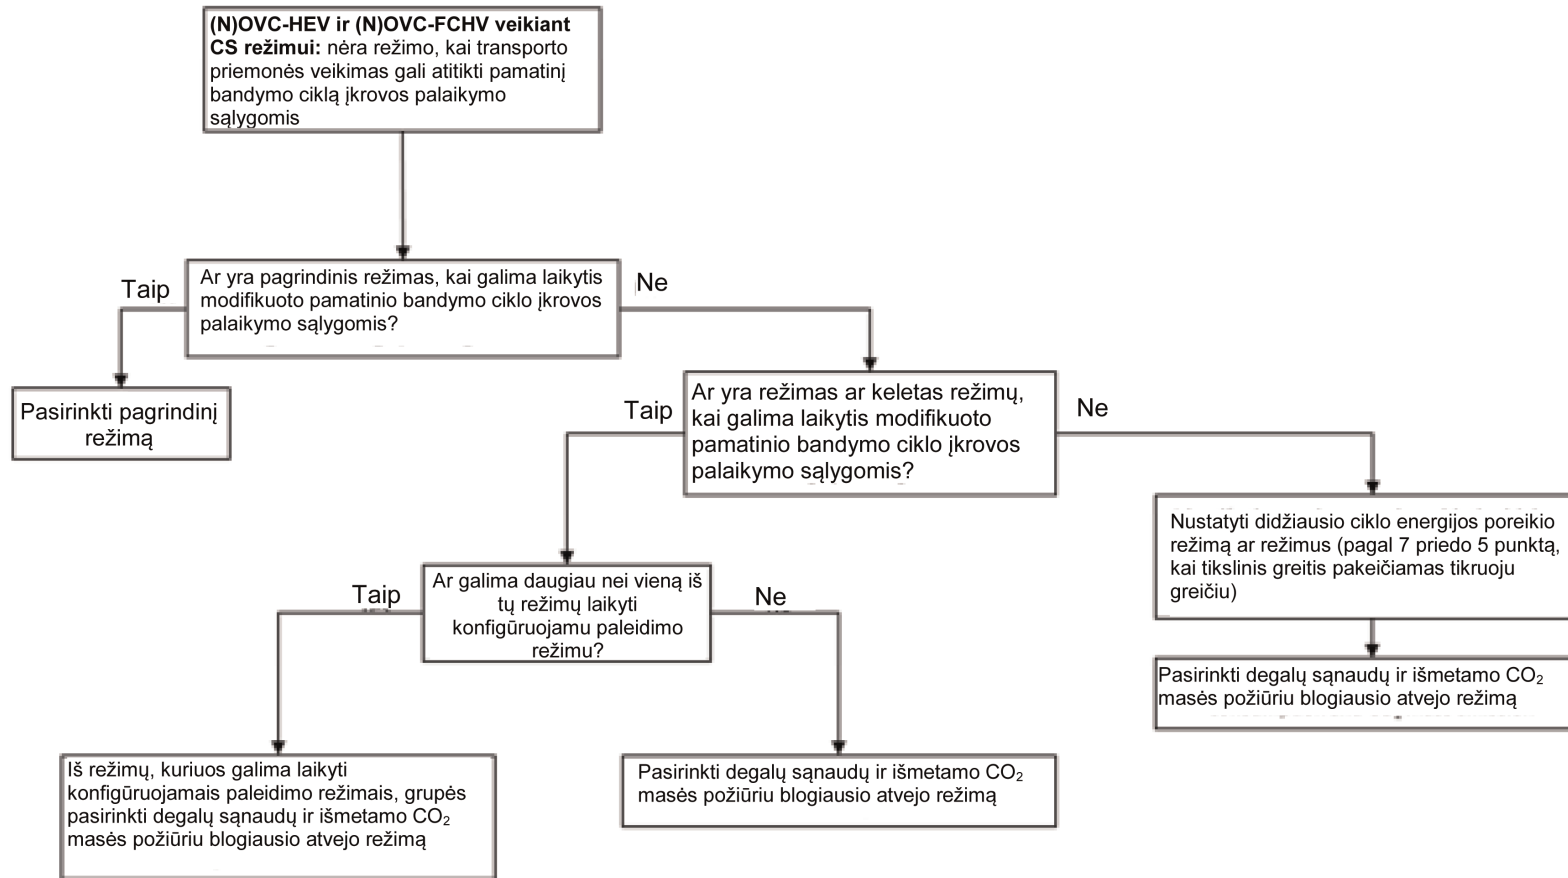 (N)OVC-HEV ir (N)OVC-FCHV veikiant
CS režimui: nėra režimo, kai transporto
priemonės veikimas gali atitikti pamatinį
bandymo ciklą įkrovos palaikymo
sąlygomis
Taip
Ar yra pagrindinis režimas, kai galima laikytis
modifikuoto pamatinio bandymo ciklo įkrovos
palaikymo sąlygomis?
Ne
Pasirinkti pagrindinį
režimą
Taip
Ar yra režimas ar keletas režimų,
kai galima laikytis modifikuoto
pamatinio bandymo ciklo įkrovos
palaikymo sąlygomis?
Ne
Nustatyti didžiausio ciklo energijos poreikio
režimą ar režimus (pagal 7 priedo 5 punktą,
kai tikslinis greitis pakeičiamas tikruoju
greičiu)
Taip
Ar galima daugiau nei vieną iš
tų režimų laikyti
konfigūruojamu paleidimo
režimu?
Ne
Pasirinkti degalų sąnaudų ir išmetamo CO₂
masės požiūriu blogiausio atvejo režimą
Iš režimų, kuriuos galima laikyti
konfigūruojamais paleidimo režimais, grupės
pasirinkti degalų sąnaudų ir išmetamo CO₂
masės požiūriu blogiausio atvejo režimą
Pasirinkti degalų sąnaudų ir išmetamo CO₂
masės požiūriu blogiausio atvejo režimą